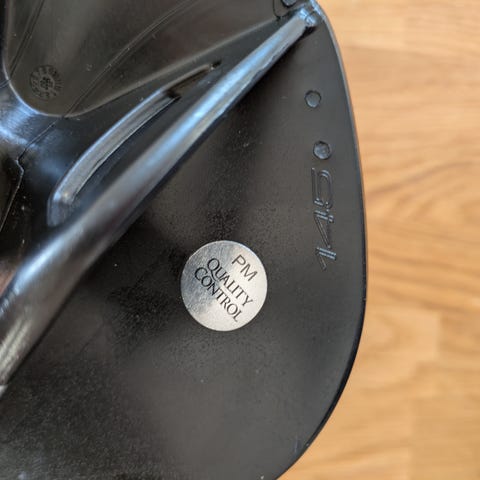 PM
QUALITY
CONTROL
145